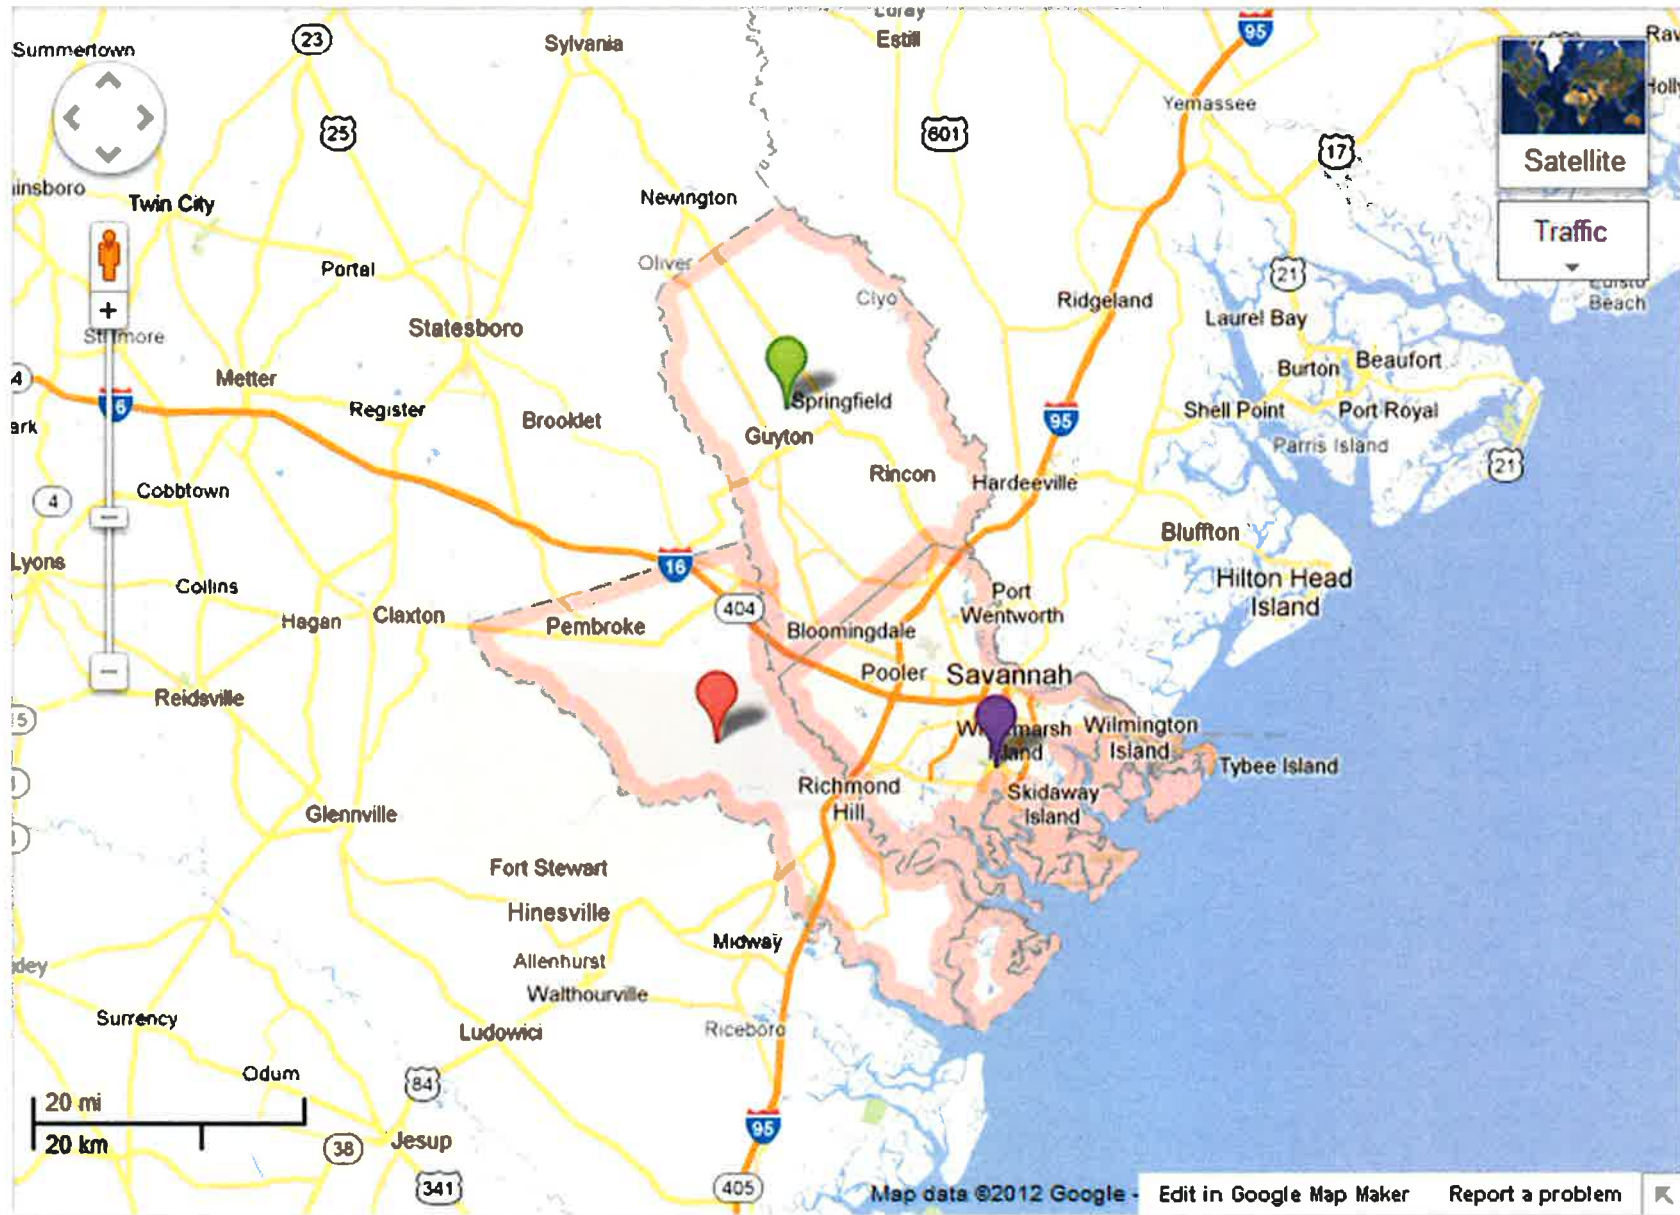 Summertown
23
Sylvania
Estill
95
Yemassee
25
601
17
Satellite
Traffic
Twin City
Newington
Portal
Oliver
Clyo
21
Ridgeland
Beach
Laurel Bay
+
Statesboro
Metter
Register
Brooklet
Springfield
Guyton
Rincon
Hardeeville
95
Burton
Beaufort
Shell Point
Port Royal
Parris Island
21
4
Cobbtown
Bluffton
Hilton Head
Island
Lyons
16
Collins
Hagan
Claxton
Pembroke
404
Port
Wentworth
Bloomingdale
Pooler
Savannah
Reidsville
Wilmington
Island
Tybee Island
Richmond
Hill
Skidaway
Island
Glennville
Fort Stewart
Hinesville
Midway
Allenhurst
Walthourville
Surrency
Ludowici
Riceboro
Odum
84
20 mi
20 km
38
Jesup
341
95
405
Map data ©2012 Google -
Edit in Google Map Maker
Report a problem